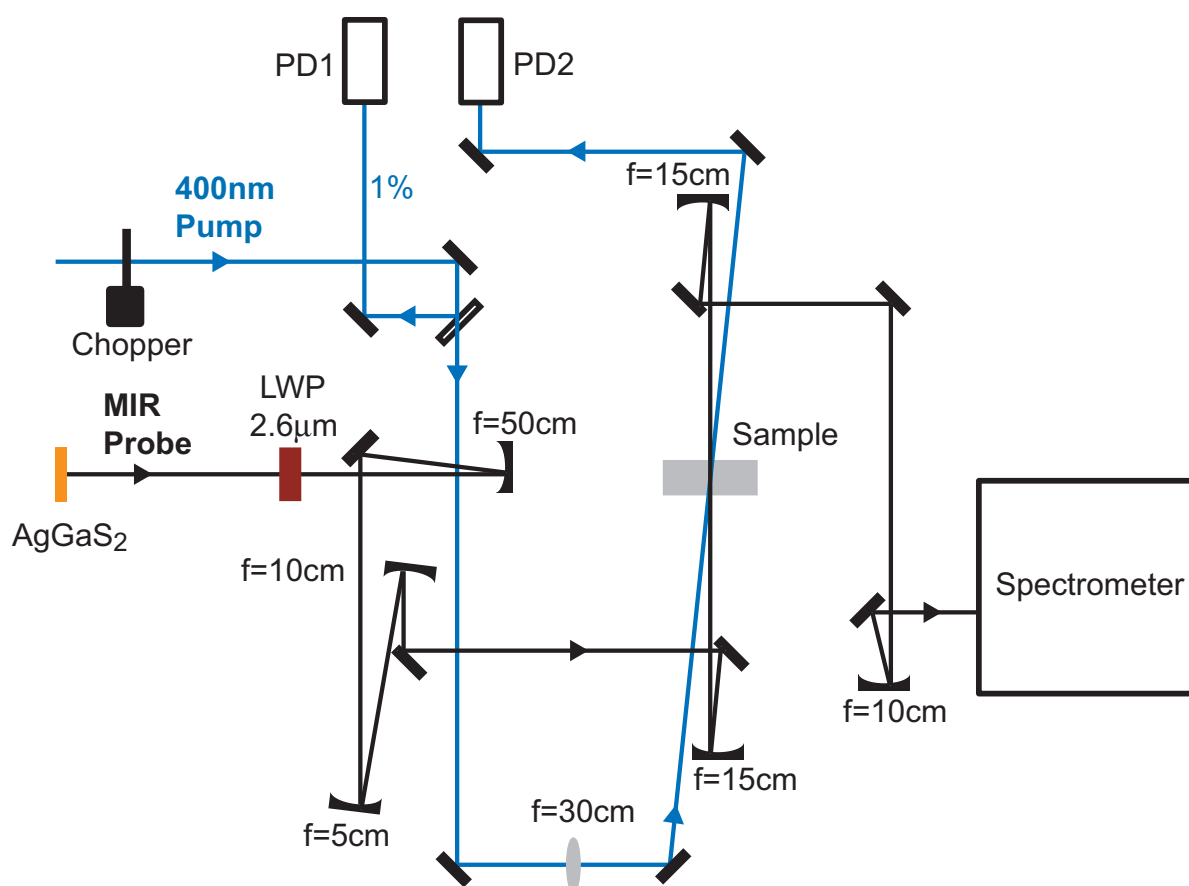 PD1
PD2
f=15cm
400nm
Pump
1%
Chopper
LWP
2.6μm
MIR
Probe
f=50cm
Sample
AgGaS2
f=10cm
Spectrometer
f=15cm
f=10cm
f=30cm
f=5cm